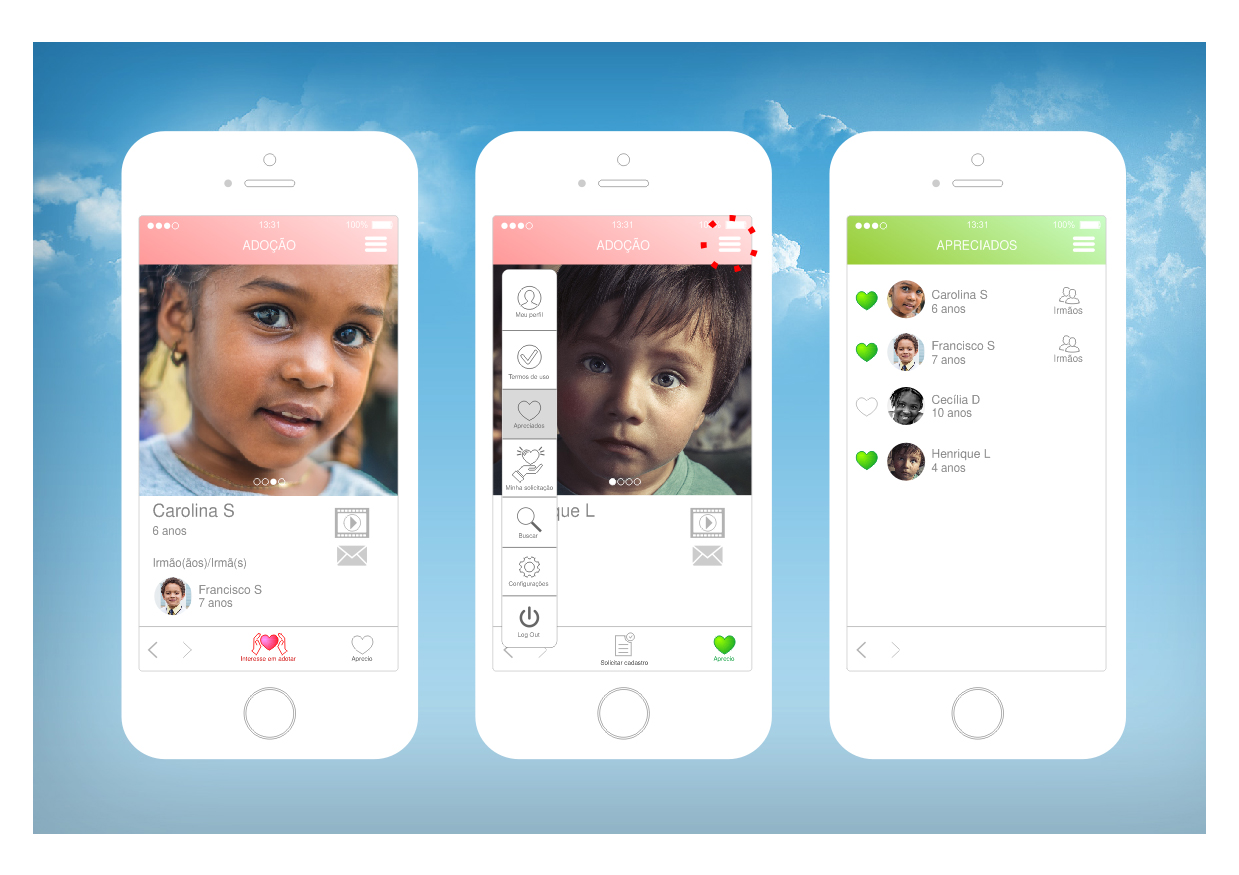 13:31
100%
ADOÇÃO
Carolina S
6 anos
Irmão(ãos)/Irmã(s)
Francisco S
7 anos
Interesse em adotar
Aprecio
13:31
ADOÇÃO
Meu perfil
Termos de uso
Apreciados
Minha solicitação
Buscar
Configurações
Log Out
que L
Solicitar cadastro
Aprecio
13:31
100%
APRECIADOS
Carolina S
6 anos
Irmãos
Francisco S
7 anos
Irmãos
Cecília D
10 anos
Henrique L
4 anos